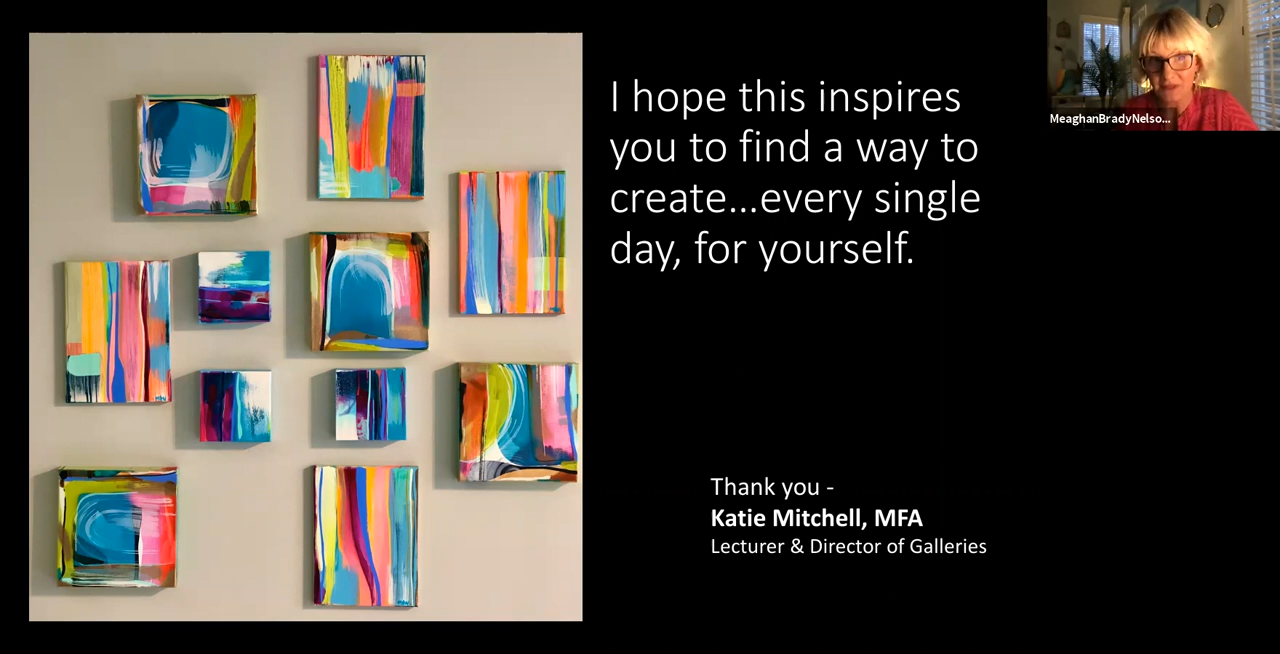 I hope this inspires
you to find a way to
create...every single
day, for yourself.
Thank you -
Katie Mitchell, MFA
Lecturer & Director of Galleries
MeaghanBradyNelso...